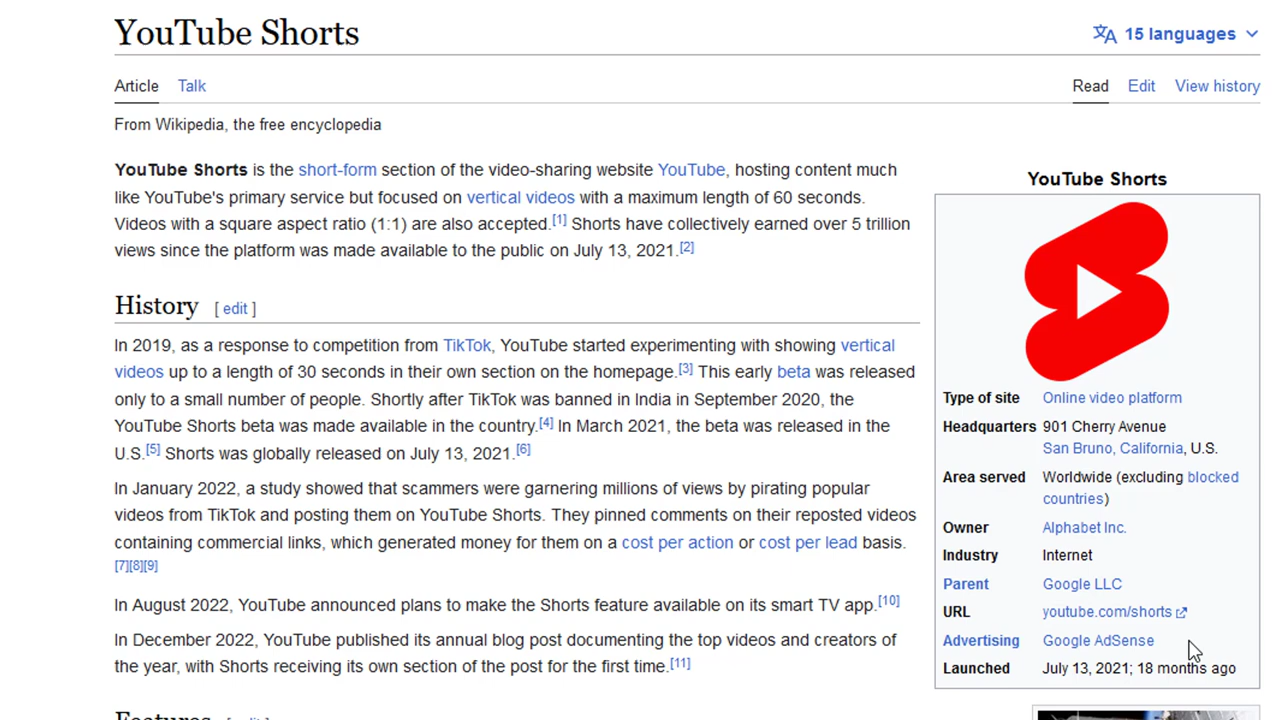 YouTube Shorts
15 languages
Article Talk
Read Edit View history
From Wikipedia, the free encyclopedia
YouTube Shorts is the short-form section of the video-sharing website YouTube, hosting content much
like YouTube's primary service but focused on vertical videos with a maximum length of 60 seconds.
Videos with a square aspect ratio (1:1) are also accepted.[1] Shorts have collectively earned over 5 trillion
views since the platform was made available to the public on July 13, 2021.[2]
History [ edit ]
In 2019, as a response to competition from TikTok, YouTube started experimenting with showing vertical
videos up to a length of 30 seconds in their own section on the homepage.[3] This early beta was released
only to a small number of people. Shortly after TikTok was banned in India in September 2020, the
YouTube Shorts beta was made available in the country.[4] In March 2021, the beta was released in the
U.S.[5] Shorts was globally released on July 13, 2021.[6]
In January 2022, a study showed that scammers were garnering millions of views by pirating popular
videos from TikTok and posting them on YouTube Shorts. They pinned comments on their reposted videos
containing commercial links, which generated money for them on a cost per action or cost per lead basis.
[7][8][9]
In August 2022, YouTube announced plans to make the Shorts feature available on its smart TV app.[10]
In December 2022, YouTube published its annual blog post documenting the top videos and creators of
the year, with Shorts receiving its own section of the post for the first time.[11]
Features [ edit ]
YouTube Shorts
Type of site Online video platform
Headquarters 901 Cherry Avenue
San Bruno, California, U.S.
Area served Worldwide (excluding blocked
countries)
Owner Alphabet Inc.
Industry Internet
Parent Google LLC
URL youtube.com/shorts
Advertising Google AdSense
Launched July 13, 2021; 18 months ago